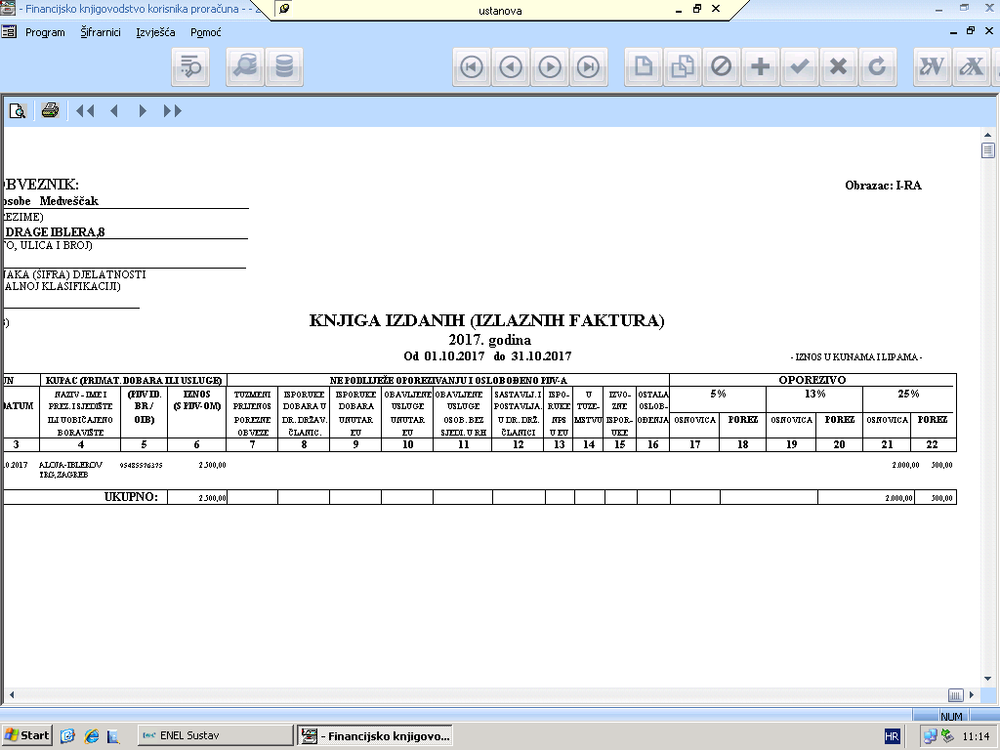 - Financijsko knjigovodstvo korisnika proračuna - -
ustanova
Program Šifrarnici Izvješća Pomoć
OBVEZNIK:
Obrazac: I-RA
osobe Medveščak
REZIME)
DRAGE IBLERA,8
TO, ULICA I BROJ)
NAKA (ŠIFRA) DJELATNOSTI
ALNOJ KLASIFIKACIJI)
KNJIGA IZDANIH (IZLAZNIH FAKTURA)
2017. godina
Od 01.10.2017 do 31.10.2017
- IZNOS U KUNAMA I LIPAMA -
UN KUPAC (PRIMAT. DOBARA ILI USLUGE) NE PODLIJEŽE OPOREZIVANJU I OSLOBOĐENO PDV-A OPOREZIVO
DATUM
NAZIV - IME I
PREZ. I SJEDIŠTE
ILI UOBIČAJENO
BORAVIŠTE
(PDV ID.
BR /
OIB)
IZNOS
(S PDV-OM)
TUZMENI
PRIJENOS
POREZNE
OBVEZE
ISPORUKE
DOBARA U
DR. DRŽAV.
ČLANIC.
ISPORUKE
DOBARA
UNUTAR
EU
OBAVLJENE
USLUGE
UNUTAR
EU
OBAVLJENE
USLUGE
OSOB. BEZ
SJEDI. U RH
SASTAVLJ. I
POSTAVLJA.
U DR. DRŽ.
ČLANICI
ISPO-
RUKE
NPS
U EU
U
TUZE-
MSTVU
IZVO-
ZNE
ISPOR-
UKE
OSTALA
OSLOB-
OĐENJA
5% 13% 25%
OSNOVICA POREZ OSNOVICA POREZ OSNOVICA POREZ
3 4 5 6 7 8 9 10 11 12 13 14 15 16 17 18 19 20 21 22
.0.2017 ALOJA-IBLEROV 95485576375 2.500,00 2.000,00 500,00
TRG,ZAGREB
UKUPNO: 2.500,00 2.000,00 500,00
NUM
Start ENEL Sustav - Financijsko knjigovo... HR 11:14